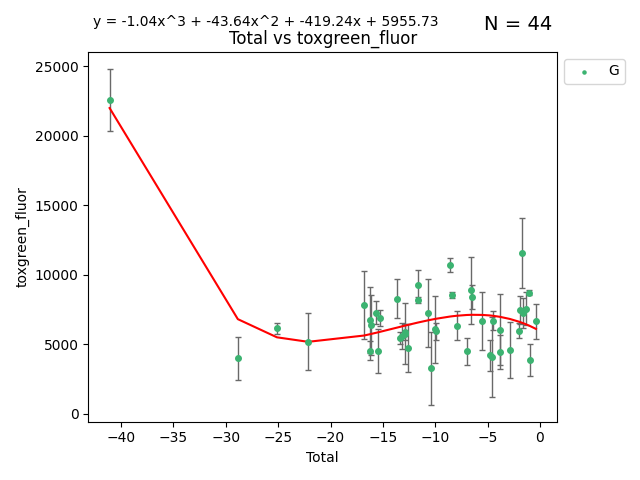 y = -1.04x^3 + -43.64x^2 + -419.24x + 5955.73
N = 44
Total vs toxgreen_fluor
G
25000
20000
15000
10000
5000
0
toxgreen_fluor
−40 −35 −30 −25 −20 −15 −10 −5 0
Total